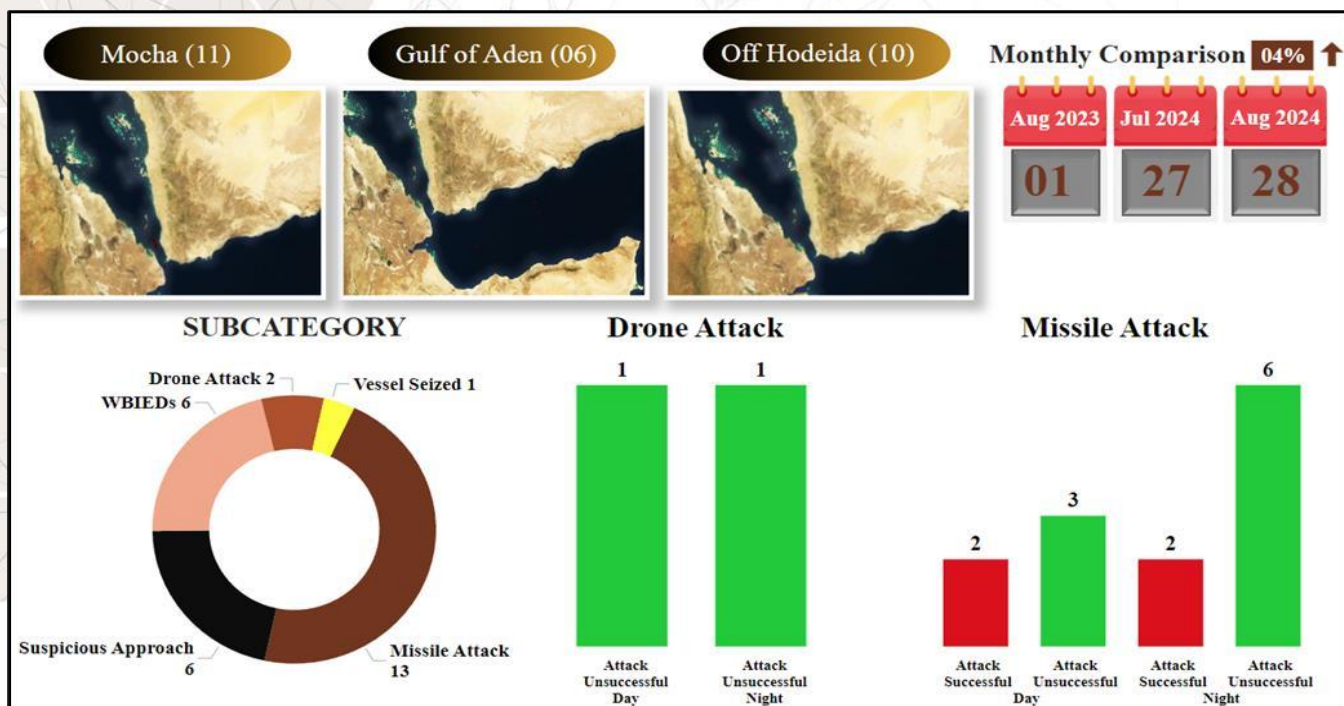 Mocha (11)
Gulf of Aden (06)
Off Hodeida (10)
Monthly Comparison 04%
Aug 2023
Jul 2024
Aug 2024
01
27
28
SUBCATEGORY
Drone Attack 2
Vessel Seized 1
WBIEDs 6
Suspicious Approach
6
Missile Attack
13
Drone Attack
1
1
Attack
Unsuccessful
Day
Attack
Unsuccessful
Night
Missile Attack
2
3
2
6
Attack
Successful
Attack
Unsuccessful
Day
Attack
Successful
Attack
Unsuccessful
Night